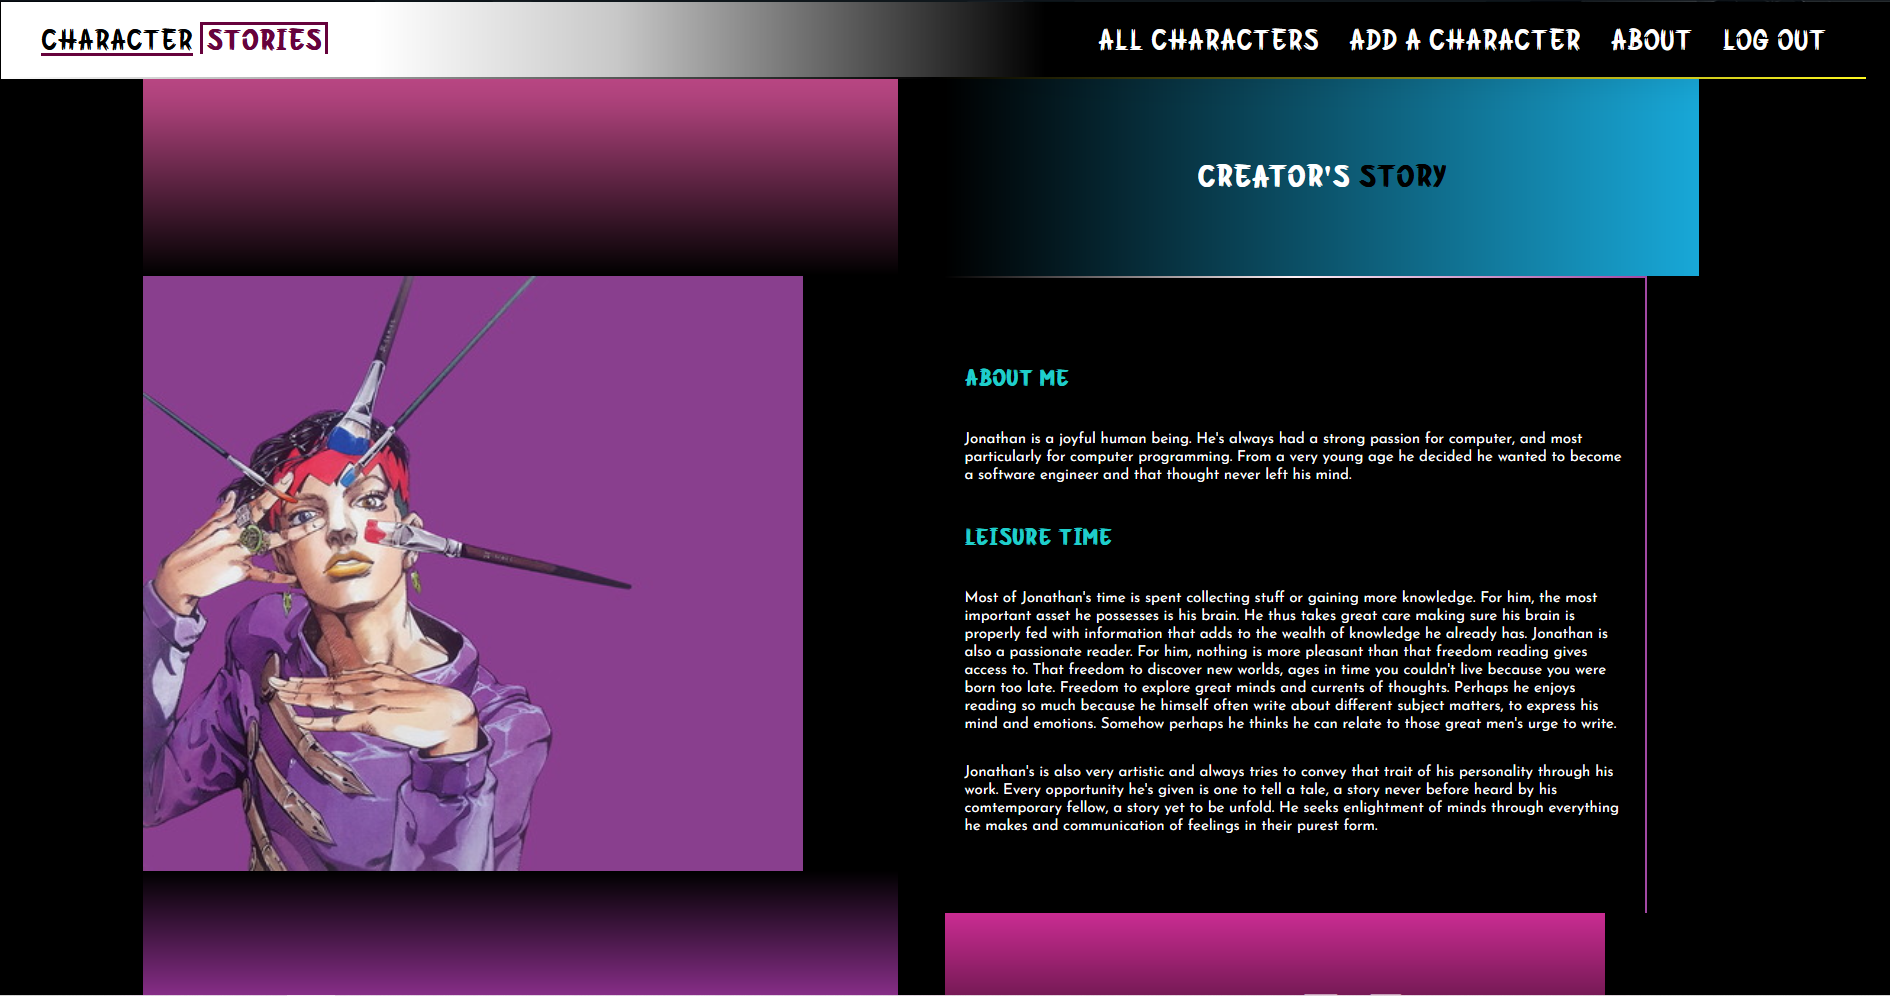 CHARACTER STORIES
ALL CHARACTERS ADD A CHARACTER ABOUT LOG OUT
CREATOR'S STORY
ABOUT ME
Jonathan is a joyful human being. He's always had a strong passion for computer, and most
particularly for computer programming. From a very young age he decided he wanted to become
a software engineer and that thought never left his mind.
LEISURE TIME
Most of Jonathan's time is spent collecting stuff or gaining more knowledge. For him, the most
important asset he possesses is his brain. He thus takes great care making sure his brain is
properly fed with information that adds to the wealth of knowledge he already has. Jonathan is
also a passionate reader. For him, nothing is more pleasant than that freedom reading gives
access to. That freedom to discover new worlds, ages in time you couldn't live because you were
born too late. Freedom to explore great minds and currents of thoughts. Perhaps he enjoys
reading so much because he himself often write about different subject matters, to express his
mind and emotions. Somehow perhaps he thinks he can relate to those great men's urge to write.
Jonathan's is also very artistic and always tries to convey that trait of his personality through his
work. Every opportunity he's given is one to tell a tale, a story never before heard by his
comtemporary fellow, a story yet to be unfold. He seeks enlightment of minds through everything
he makes and communication of feelings in their purest form.